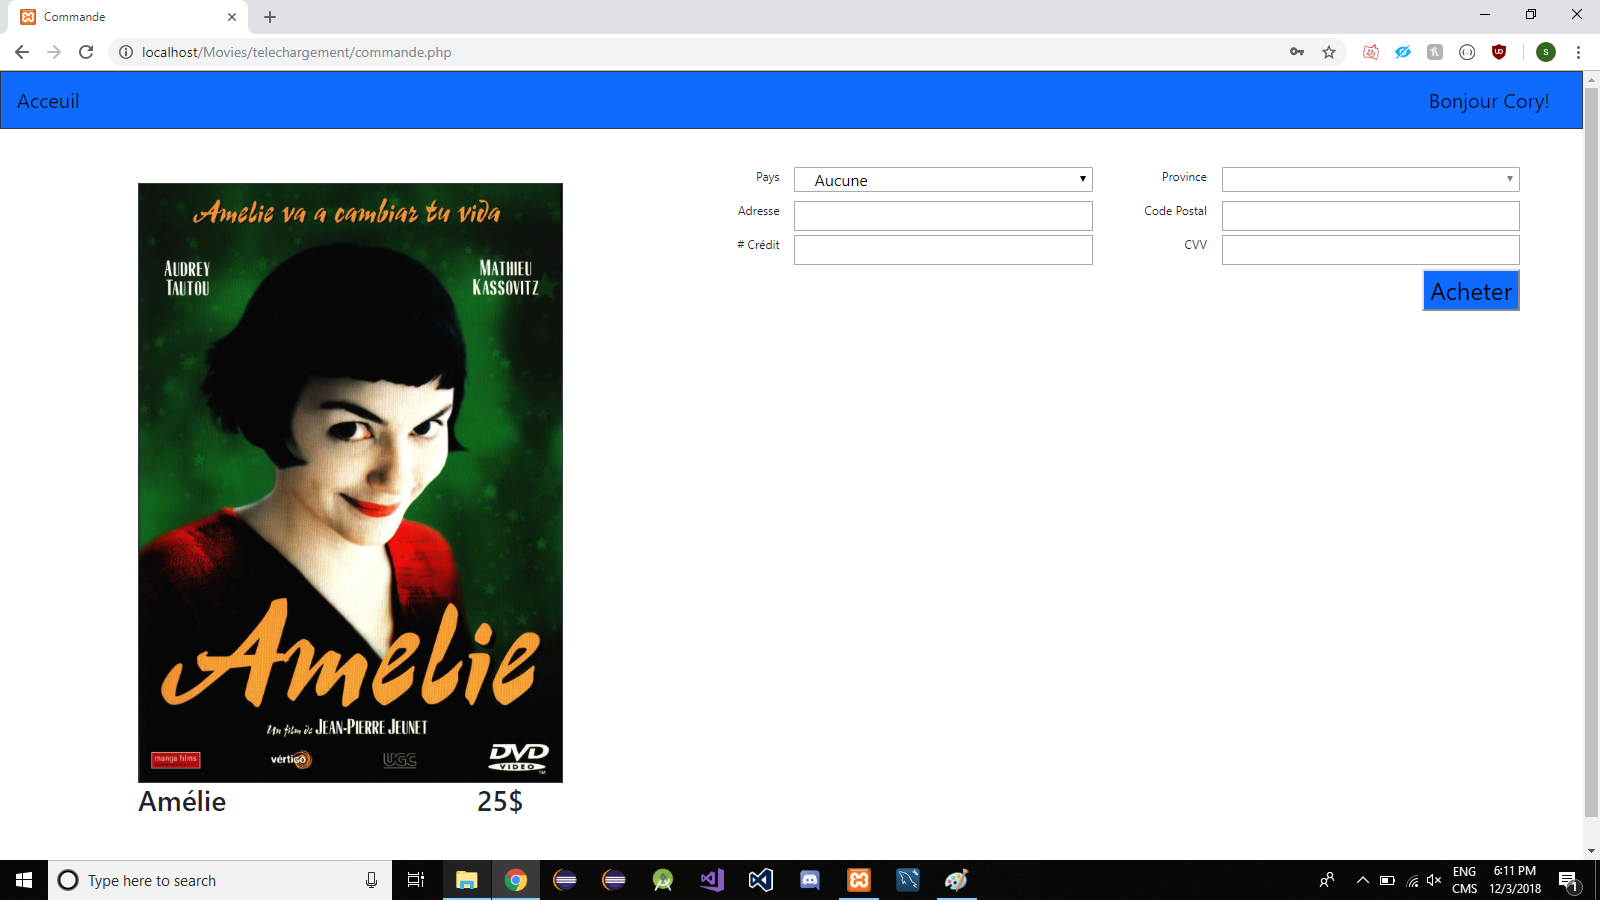 Commande
localhost/Movies/telechargement/commande.php
S
Acceuil
Bonjour Cory!
Amelie va a cambiar tu vida
AUDREY
TAUTOU
MATHIEU
KASSOVITZ
Amelie
Un film de JEAN-PIERRE JEUNET
manga films
vértigo
UGC
DVD
VIDEO
TM
Amélie
25$
Pays
Aucune
Province
Adresse
Code Postal
# Crédit
CVV
Acheter
Type here to search
ENG
CMS
6:11 PM
12/3/2018
1